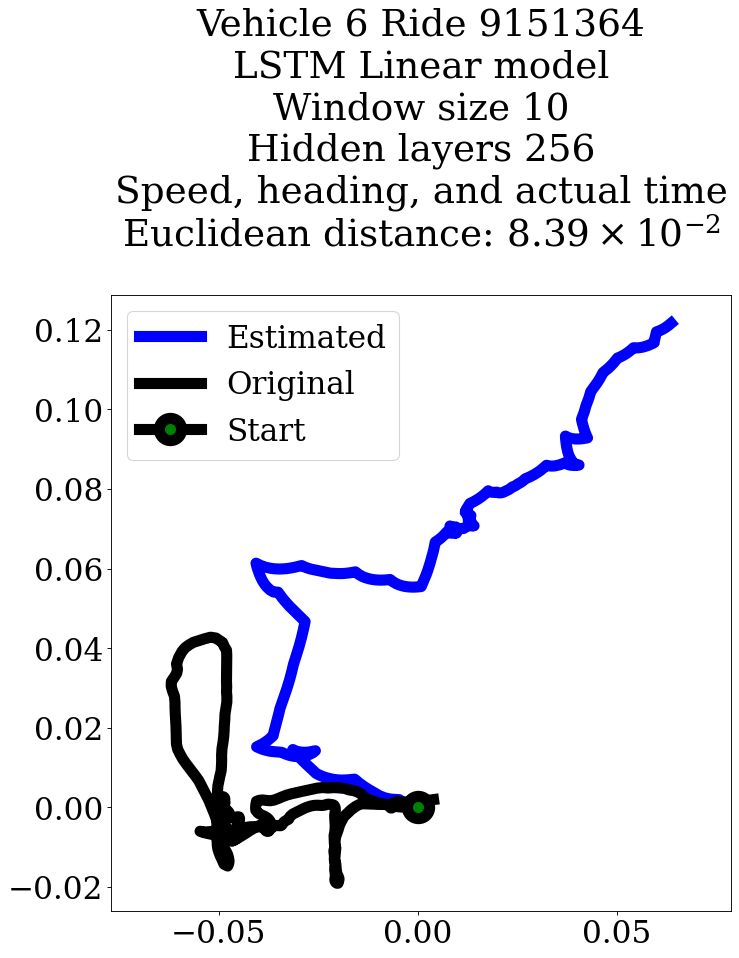 Vehicle 6 Ride 9151364
LSTM Linear model
Window size 10
Hidden layers 256
Speed, heading, and actual time
Euclidean distance: 8.39 × 10⁻²
Estimated
Original
Start
0.12
0.10
0.08
0.06
0.04
0.02
0.00
−0.02
−0.05 0.00 0.05